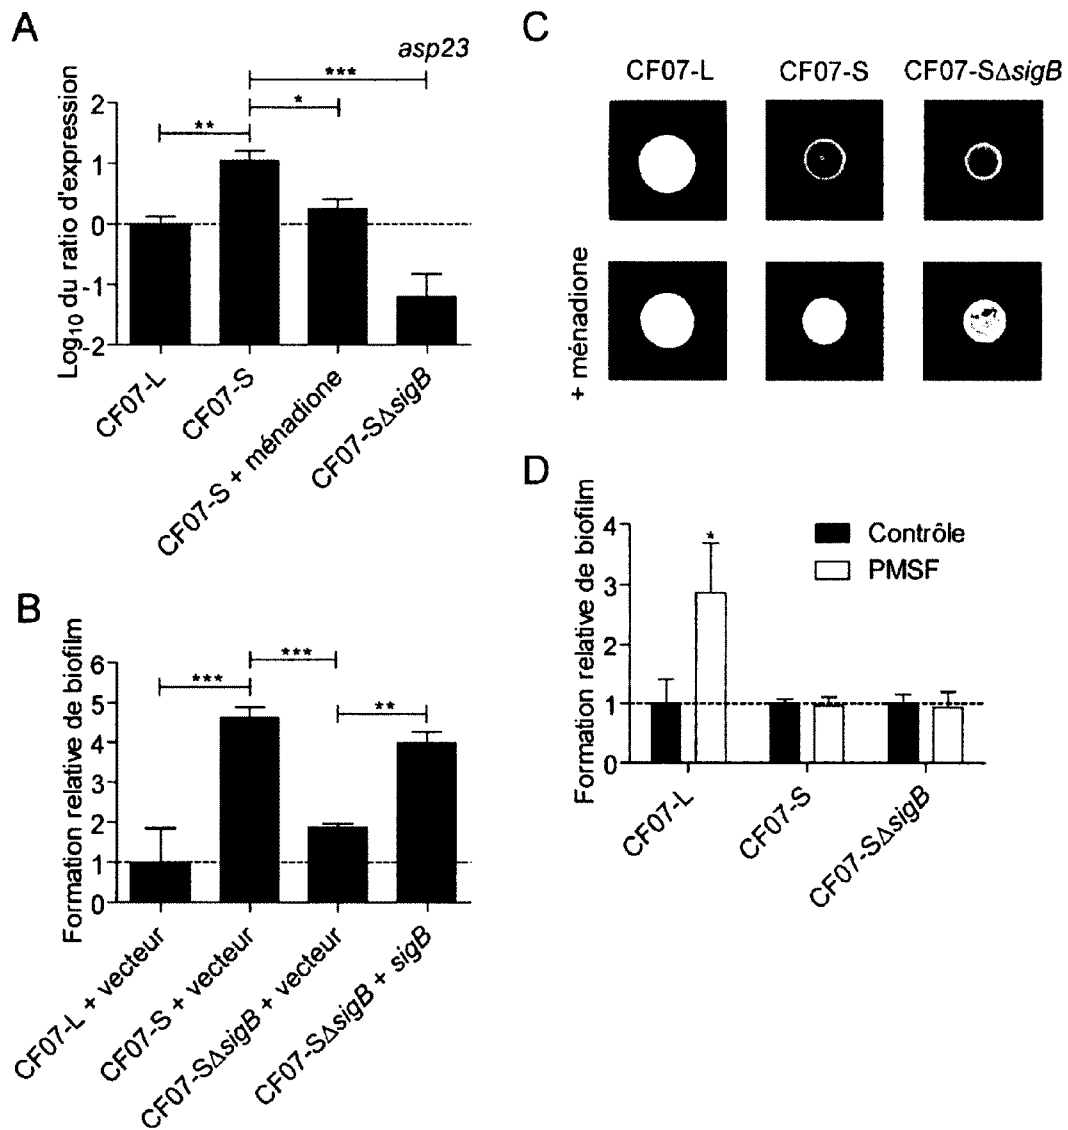 A
asp23
***
*
**
Log10 du ratio d'expression
2
1
0
-1
-2
CF07-L
CF07-S
CF07-S + ménadione
CF07-SΔsigB
B
***
***
**
Formation relative de biofilm
6
5
4
3
2
1
0
CF07-L + vecteur
CF07-S + vecteur
CF07-SΔsigB + vecteur
CF07-SΔsigB + sigB
C
CF07-L
CF07-S
CF07-SΔsigB
+ ménadione
D
Formation relative de biofilm
4
3
2
1
0
*
Contrôle
PMSF
CF07-L
CF07-S
CF07-SΔsigB